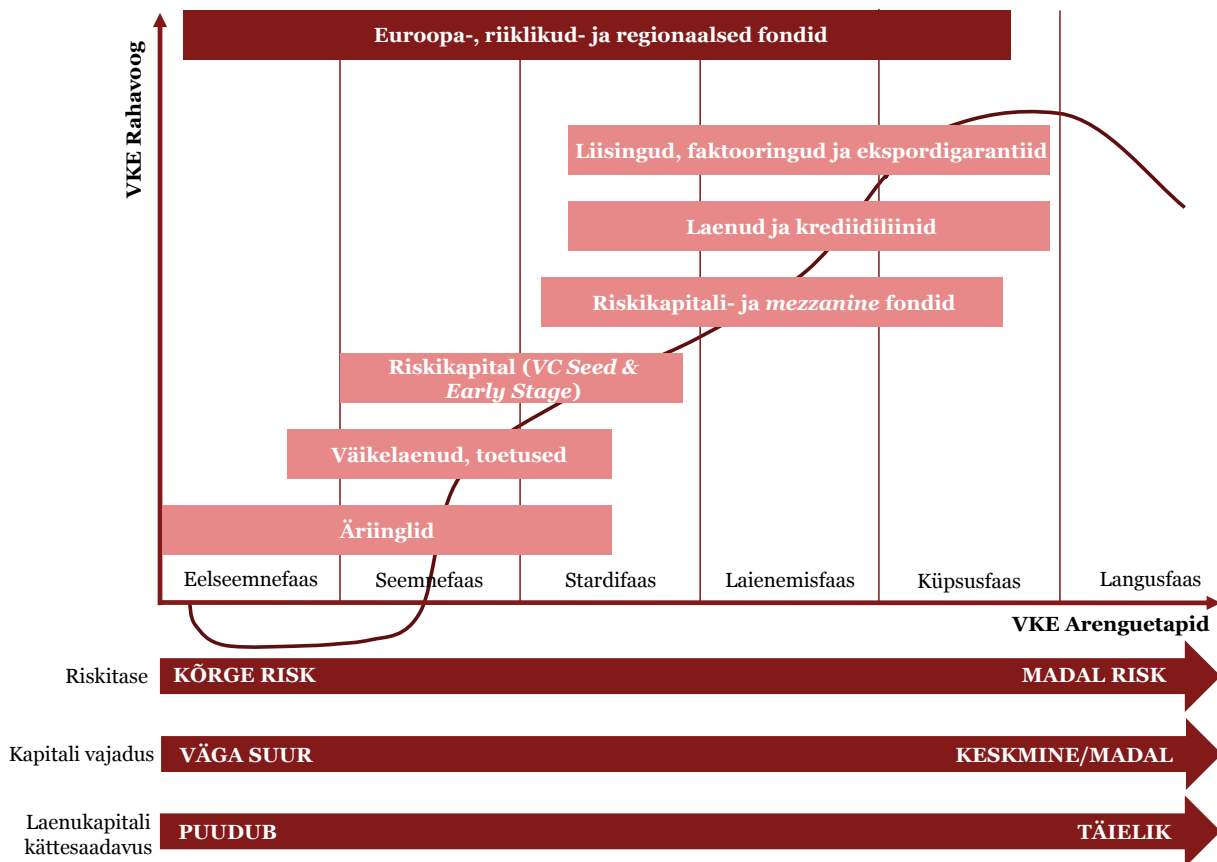 Euroopa-, riiklikud- ja regionaalsed fondid
VKE Rahavoog
Liisingud, faktooringud ja ekspordigarantiid
Laenud ja krediidiliinid
Riskikapitali- ja mezzanine fondid
Riskikapital (VC Seed &
Early Stage)
Väikelaenud, toetused
Äriinglid
Eelseemnefaas
Seemnefaas
Stardifaas
Laienemisfaas
Küpsusfaas
Langusfaas
VKE Arenguetapid
Riskitase
KÕRGE RISK
MADAL RISK
Kapitali vajadus
VÄGA SUUR
KESKMINE/MADAL
Laenukapitali
kättesaadavus
PUUDUB
TÄIELIK